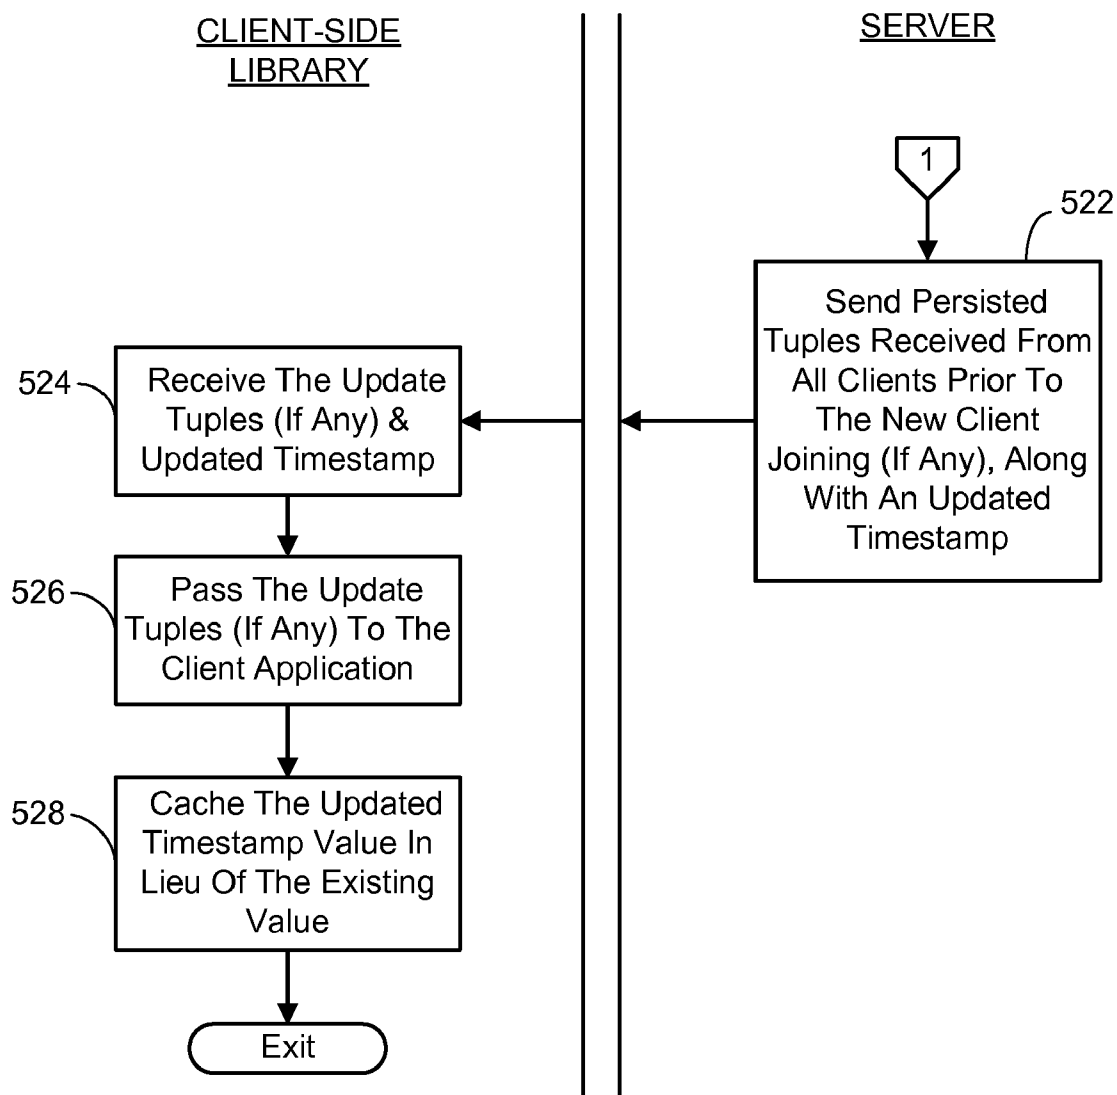 CLIENT-SIDE
LIBRARY
SERVER
1
522
Send Persisted
Tuples Received From
All Clients Prior To
The New Client
Joining (If Any), Along
With An Updated
Timestamp
524
Receive The Update
Tuples (If Any) &
Updated Timestamp
526
Pass The Update
Tuples (If Any) To The
Client Application
528
Cache The Updated
Timestamp Value In
Lieu Of The Existing
Value
Exit